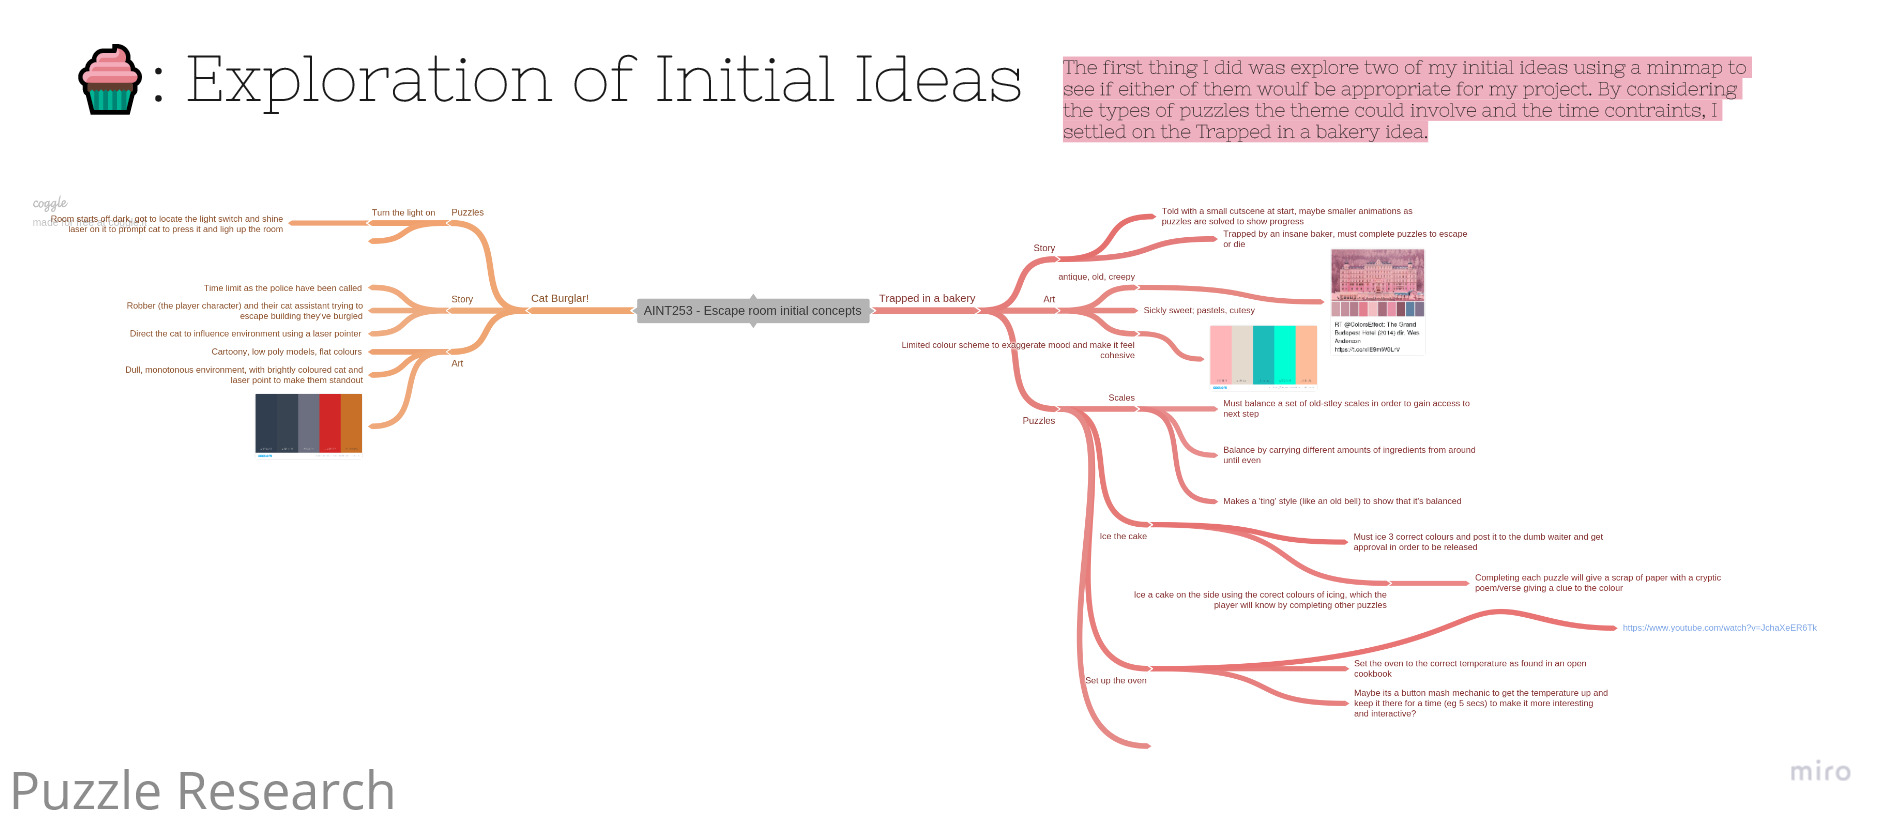 : Exploration of Initial Ideas
The first thing I did was explore two of my initial ideas using a minmap to
see if either of them woulf be appropriate for my project. By considering
the types of puzzles the theme could involve and the time contraints, I
settled on the Trapped in a bakery idea.
coggle
made
Room starts off dark, got to locate the light switch and shine
laser on it to prompt cat to press it and ligh up the room
Turn the light on
Puzzles
Time limit as the police have been called
Robber (the player character) and their cat assistant trying to
escape building they've burgled
Direct the cat to influence environment using a laser pointer
Story
Cartoony, low poly models, flat colours
Dull, monotonous environment, with brightly coloured cat and
laser point to make them standout
Art
Cat Burglar!
AINT253 - Escape room initial concepts
Trapped in a bakery
Story
Told with a small cutscene at start, maybe smaller animations as
puzzles are solved to show progress
Trapped by an insane baker, must complete puzzles to escape
or die
Art
antique, old, creepy
RT @ColorsEffect: The Grand
Budapest Hotel (2014) dir. Wes
Anderson
Sickly sweet; pastels, cutesy
Limited colour scheme to exaggerate mood and make it feel
cohesive
Puzzles
Scales
Must balance a set of old-stley scales in order to gain access to
next step
Balance by carrying different amounts of ingredients from around
until even
Makes a 'ting' style (like an old bell) to show that it's balanced
Ice the cake
Must ice 3 correct colours and post it to the dumb waiter and get
approval in order to be released
Ice a cake on the side using the corect colours of icing, which the
player will know by completing other puzzles
Completing each puzzle will give a scrap of paper with a cryptic
poem/verse giving a clue to the colour
Set up the oven
https://www.youtube.com/watch?v=JchaXeER6Tk
Set the oven to the correct temperature as found in an open
cookbook
Maybe its a button mash mechanic to get the temperature up and
keep it there for a time (eg 5 secs) to make it more interesting
and interactive?
Puzzle Research
miro